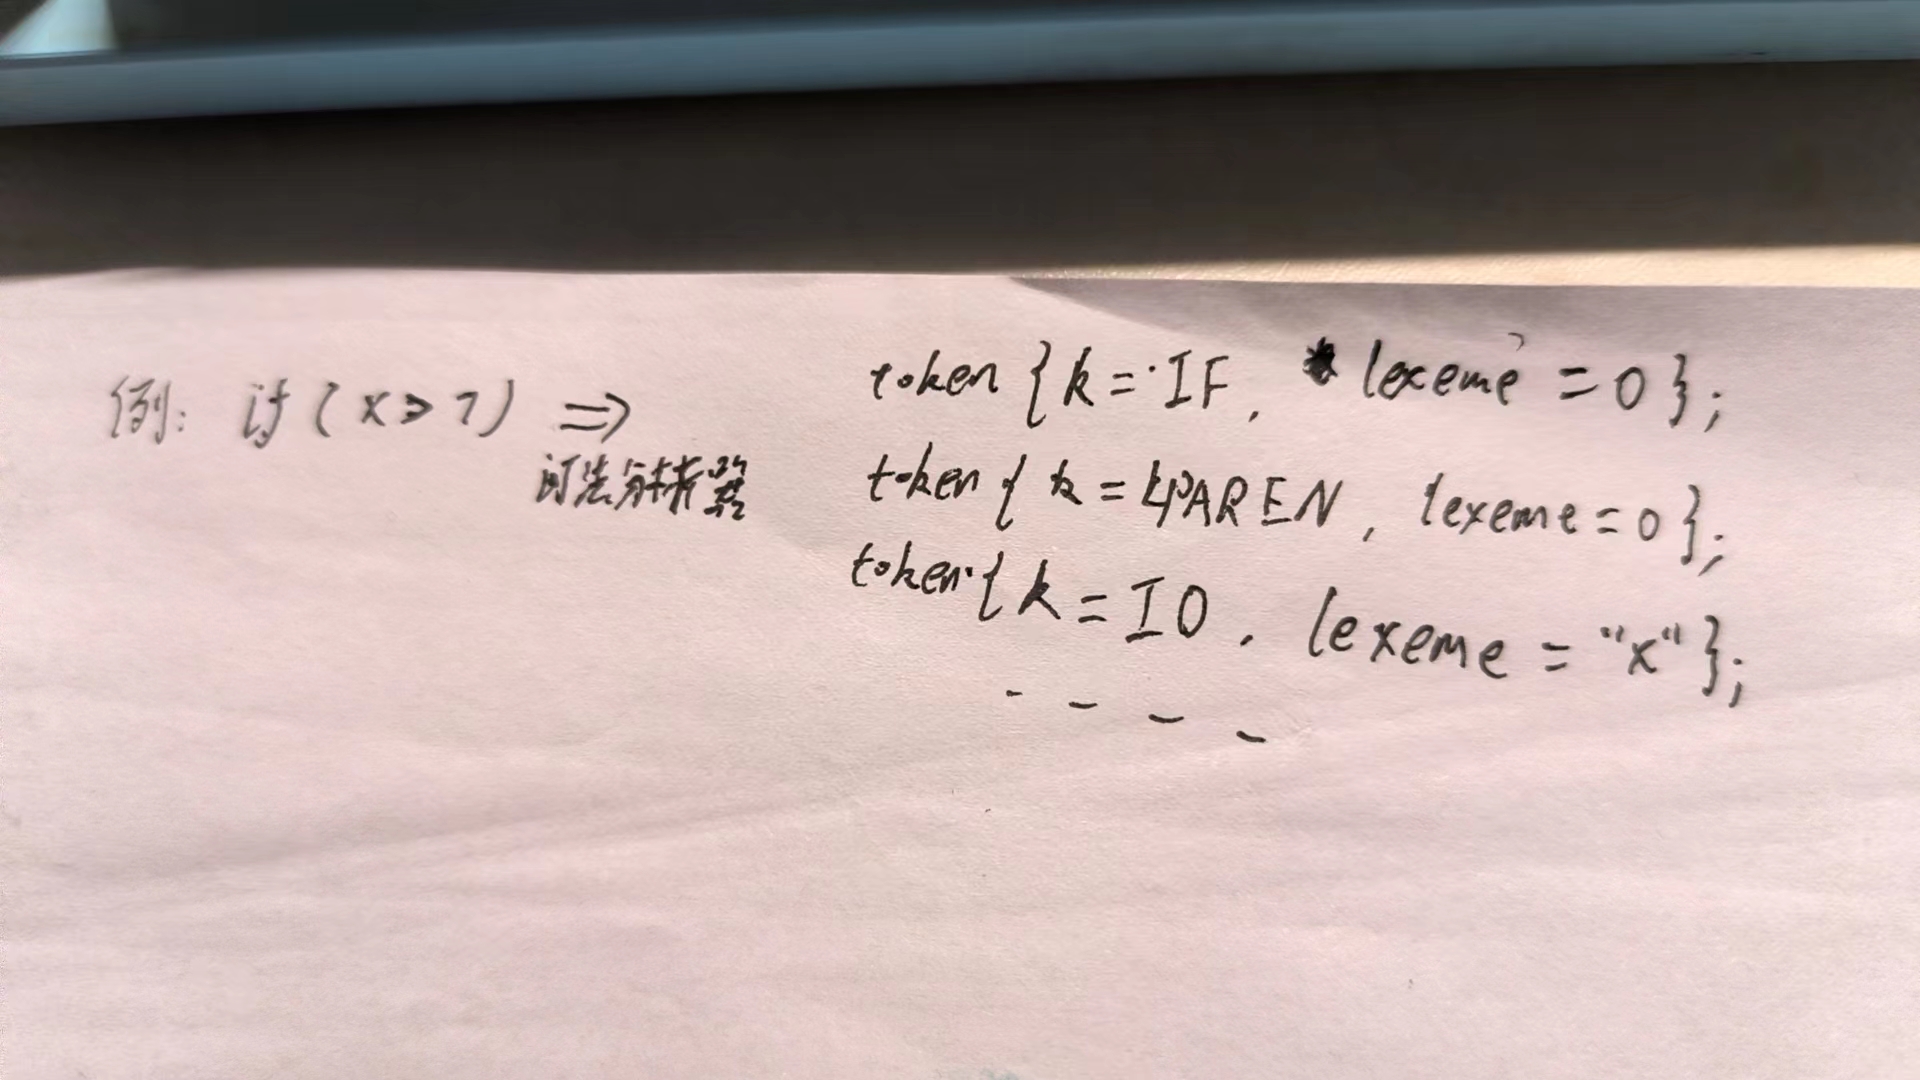 例: if (x > 7) ⇒
词法分析器
token {k = IF, lexeme = 0};
token { k = LPAREN, lexeme = 0};
token { k = ID, lexeme = "x"};
- - - -